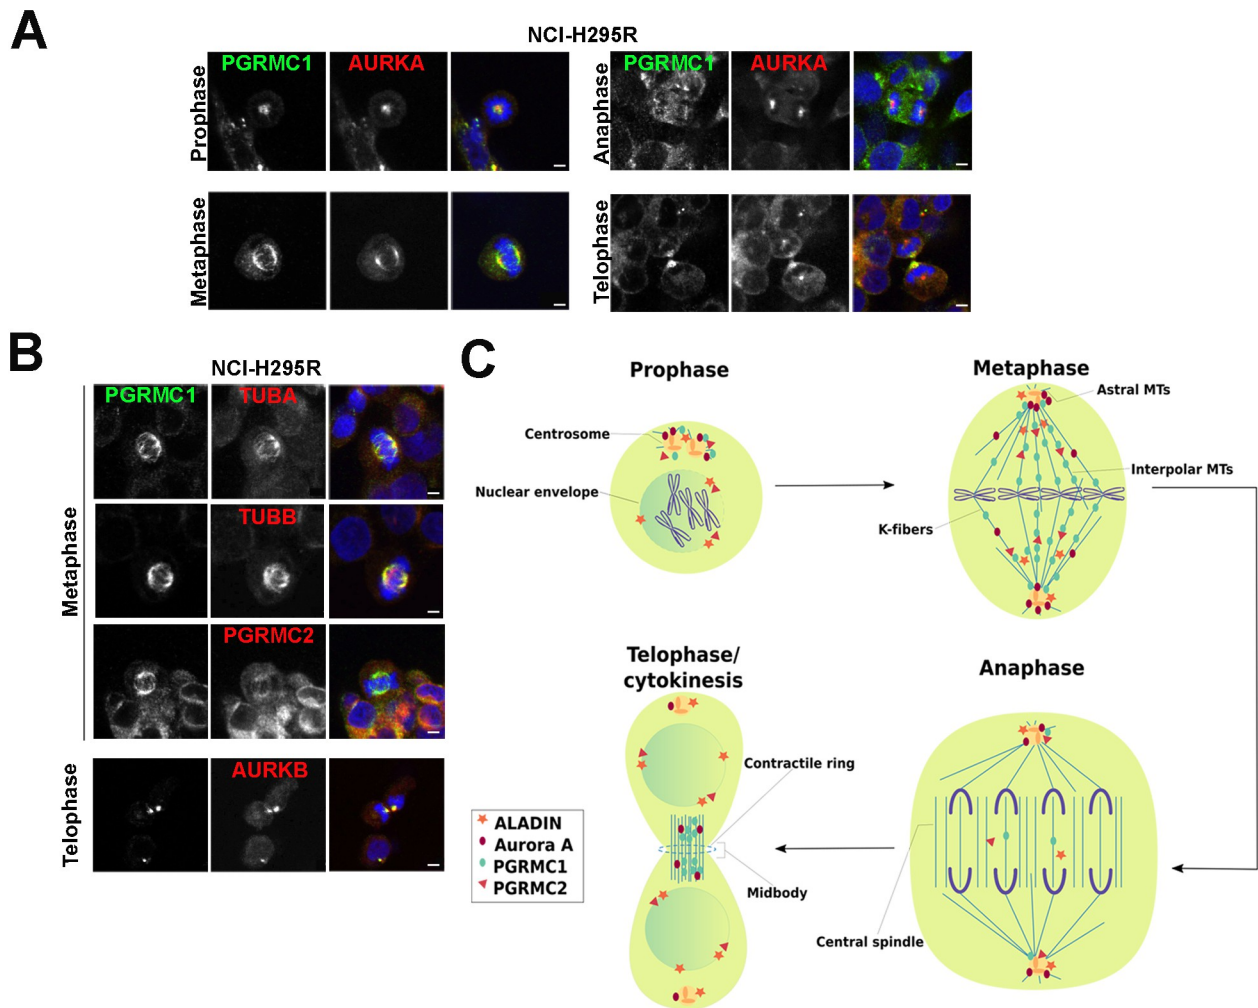 A
NCI-H295R
Prophase
PGRMC1
AURKA
Anaphase
PGRMC1
AURKA
Metaphase
Telophase
B
NCI-H295R
Metaphase
PGRMC1
TUBA
TUBB
PGRMC2
Telophase
AURKB
C
Prophase
Centrosome
Nuclear envelope
Metaphase
Astral MTs
Interpolar MTs
K-fibers
Telophase/
cytokinesis
Contractile ring
Midbody
Anaphase
Central spindle
ALADIN
Aurora A
PGRMC1
PGRMC2